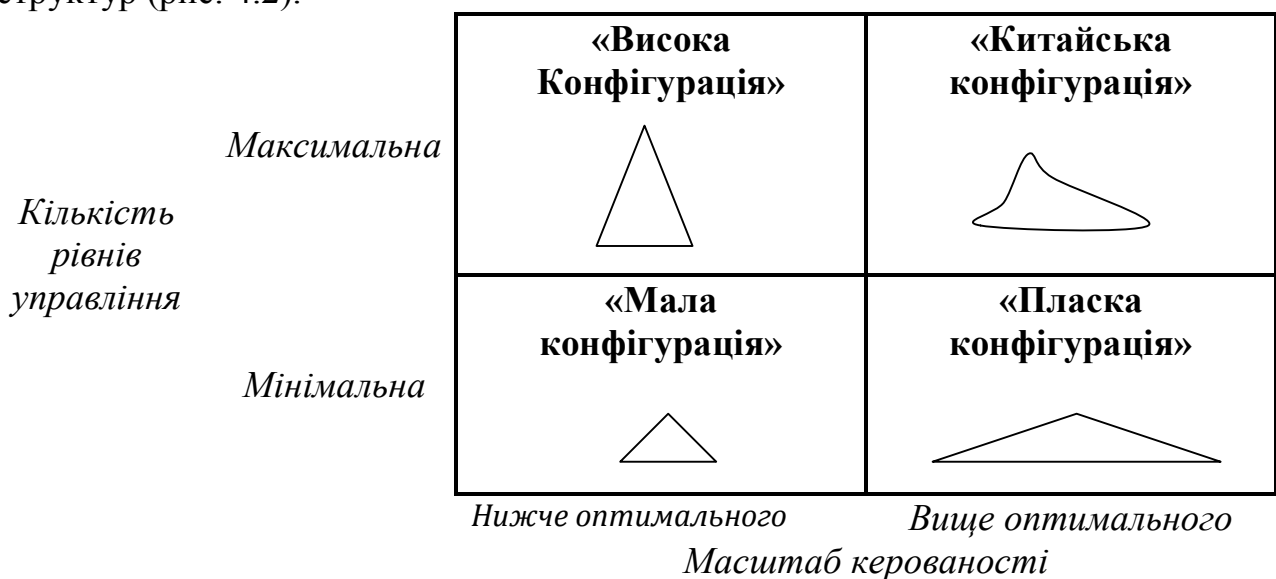 структур (рис. 4.2).
«Висока
Конфігурація»
«Китайська
конфігурація»
Максимальна
Кількість
рівнів
управління
«Мала
конфігурація»
«Пласка
конфігурація»
Мінімальна
Нижче оптимального
Вище оптимального
Масштаб керованості